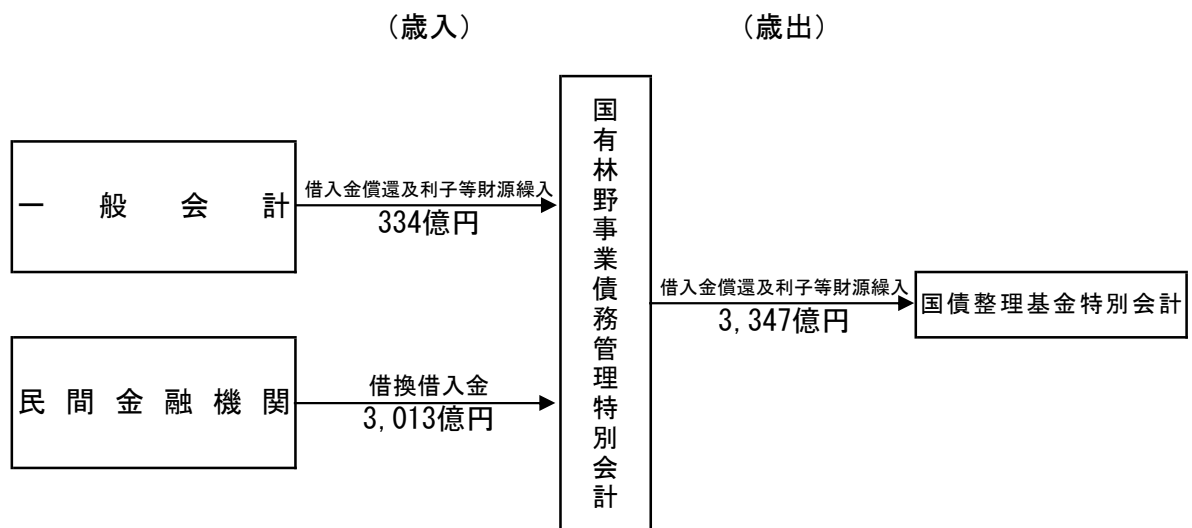 （歳入）
（歳出）
一般会計
借入金償還及利子等財源繰入
334億円
民間金融機関
借換借入金
3,013億円
国有林野事業債務管理特別会計
借入金償還及利子等財源繰入
3,347億円
国債整理基金特別会計